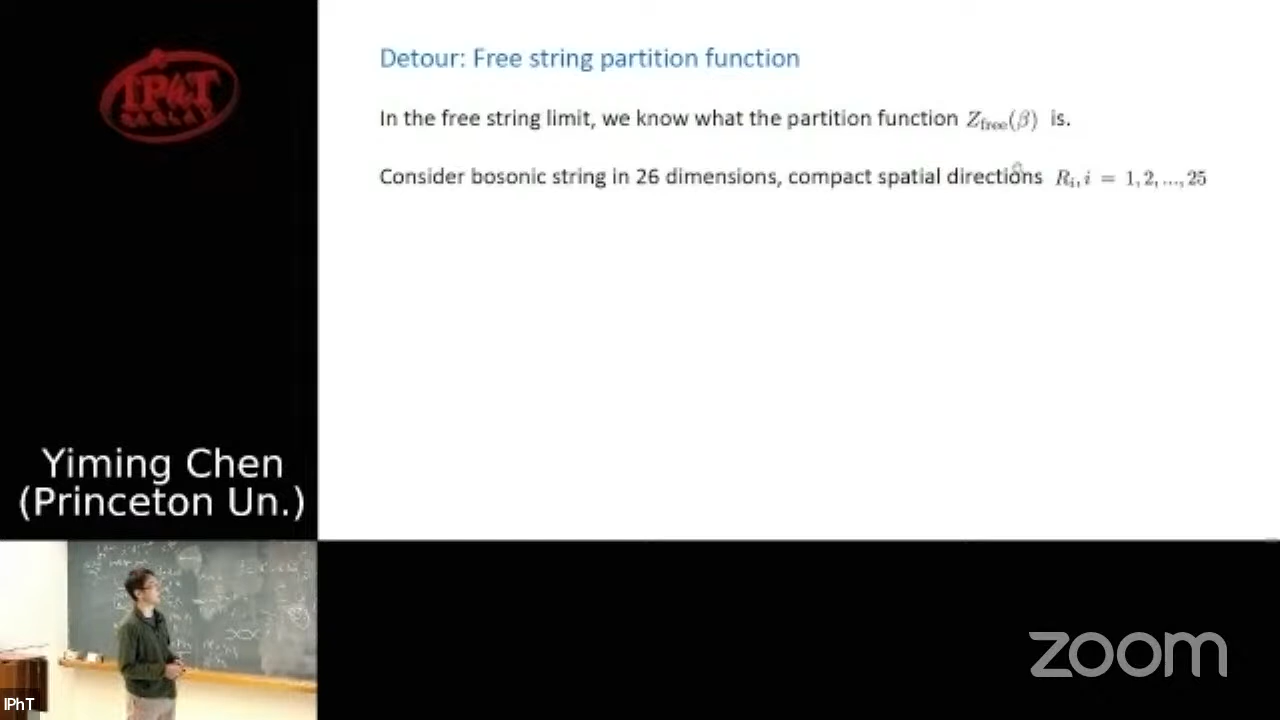 IPhT
SACLAY
Detour: Free string partition function
In the free string limit, we know what the partition function Z_free(β) is.
Consider bosonic string in 26 dimensions, compact spatial directions R_i, i = 1, 2, ..., 25
Yiming Chen
(Princeton Un.)
IPhT
zoom